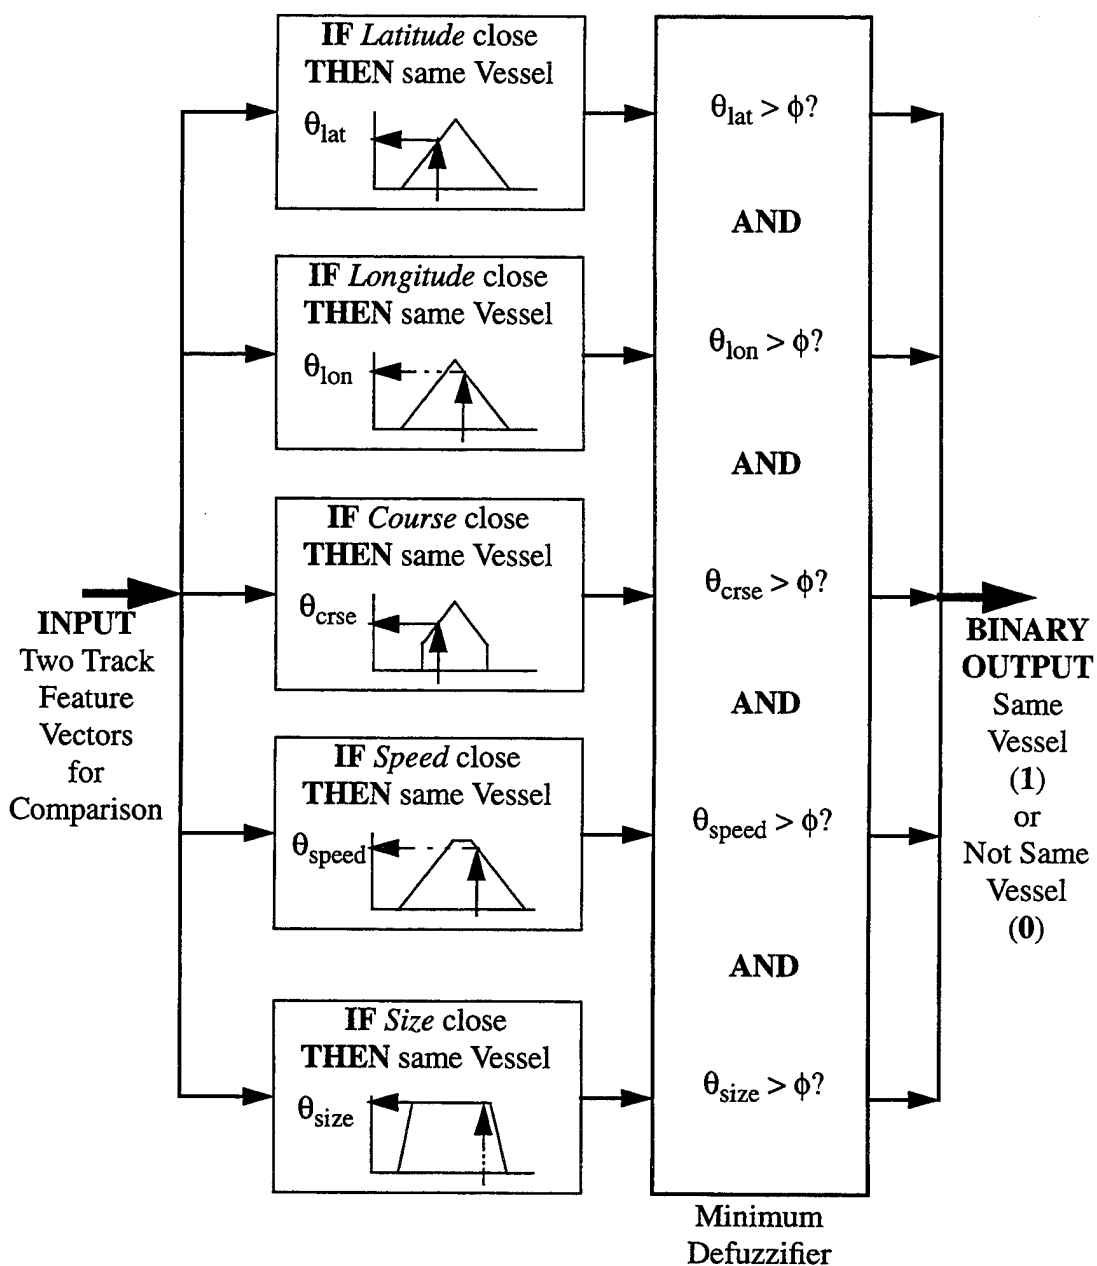 IF Latitude close
THEN same Vessel
θlat
θlat > ϕ?
AND
IF Longitude close
THEN same Vessel
θlon
θlon > ϕ?
AND
IF Course close
THEN same Vessel
θcrse
θcrse > ϕ?
AND
IF Speed close
THEN same Vessel
θspeed
θspeed > ϕ?
AND
IF Size close
THEN same Vessel
θsize
θsize > ϕ?
Minimum
Defuzzifier
INPUT
Two Track
Feature
Vectors
for
Comparison
BINARY
OUTPUT
Same
Vessel
(1)
or
Not Same
Vessel
(0)